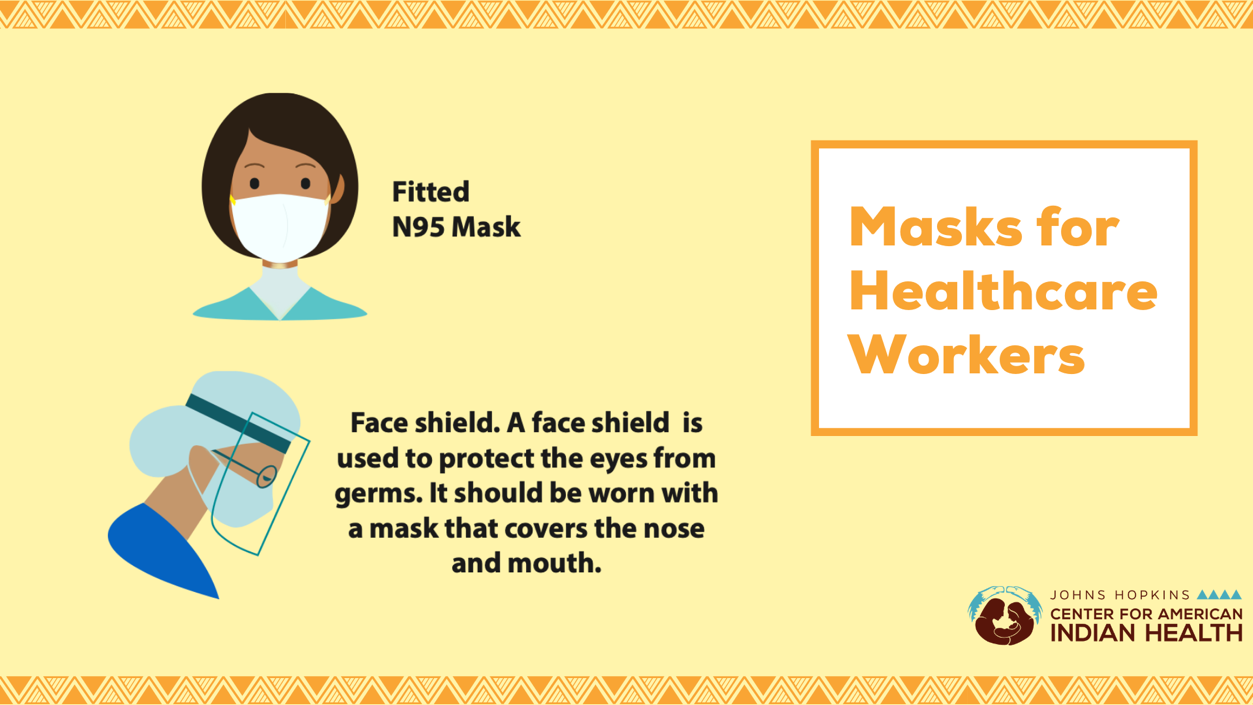 Fitted
N95 Mask
Face shield. A face shield  is
used to protect the eyes from
germs. It should be worn with
a mask that covers the nose
and mouth.
Masks for
Healthcare
Workers
JOHNS HOPKINS
CENTER FOR AMERICAN
INDIAN HEALTH